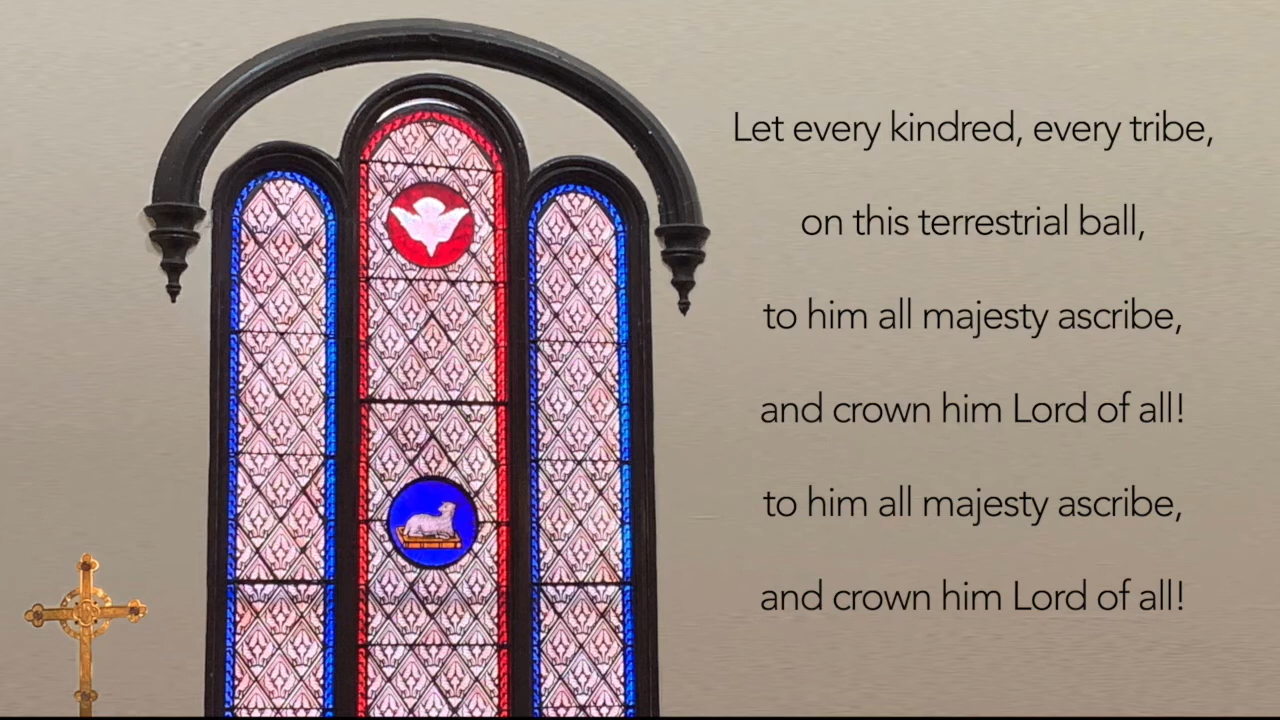 Let every kindred, every tribe,
on this terrestrial ball,
to him all majesty ascribe,
and crown him Lord of all!
to him all majesty ascribe,
and crown him Lord of all!